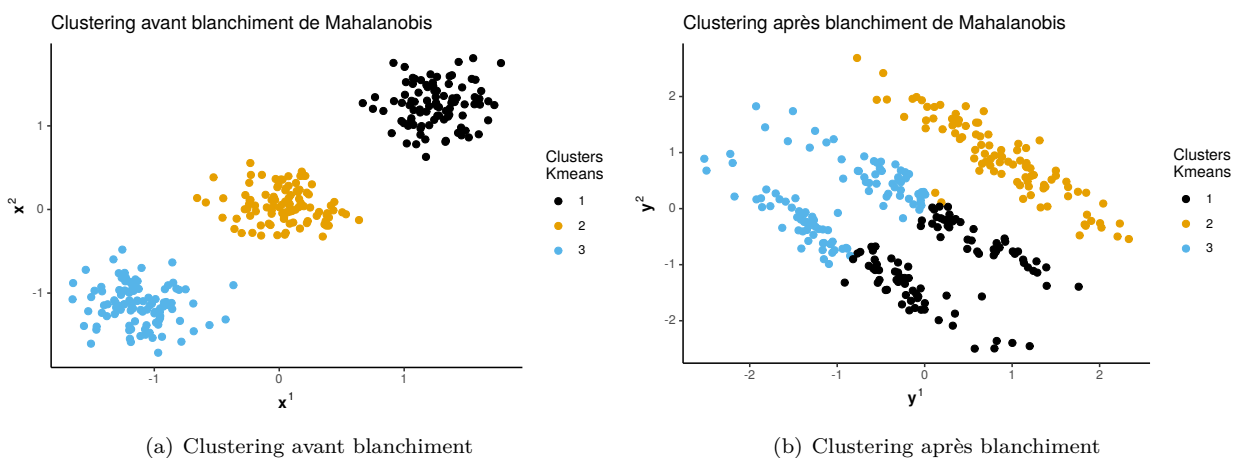 Clustering avant blanchiment de Mahalanobis
x²
1
0
-1
-1
0
1
x¹
Clusters
Kmeans
1
2
3
(a) Clustering avant blanchiment
Clustering après blanchiment de Mahalanobis
y²
2
1
0
-1
-2
-2
-1
0
1
2
y¹
Clusters
Kmeans
1
2
3
(b) Clustering après blanchiment